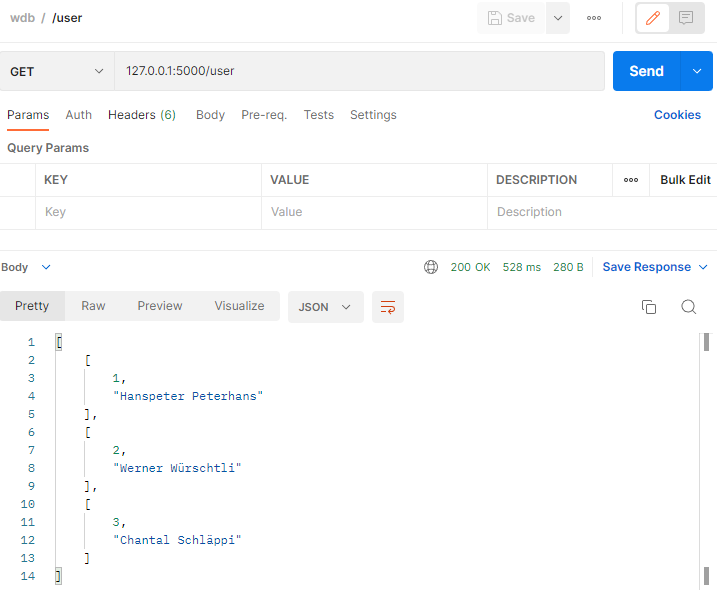 wdb / /user
Save
GET 127.0.0.1:5000/user Send
Params Auth Headers (6) Body Pre-req. Tests Settings Cookies
Query Params
KEY VALUE DESCRIPTION Bulk Edit
Key Value Description
Body 200 OK 528 ms 280 B Save Response
Pretty Raw Preview Visualize JSON
1 [
2 [
3 1,
4 "Hanspeter Peterhans"
5 ],
6 [
7 2,
8 "Werner Würschtli"
9 ],
10 [
11 3,
12 "Chantal Schläppi"
13 ]
14 ]